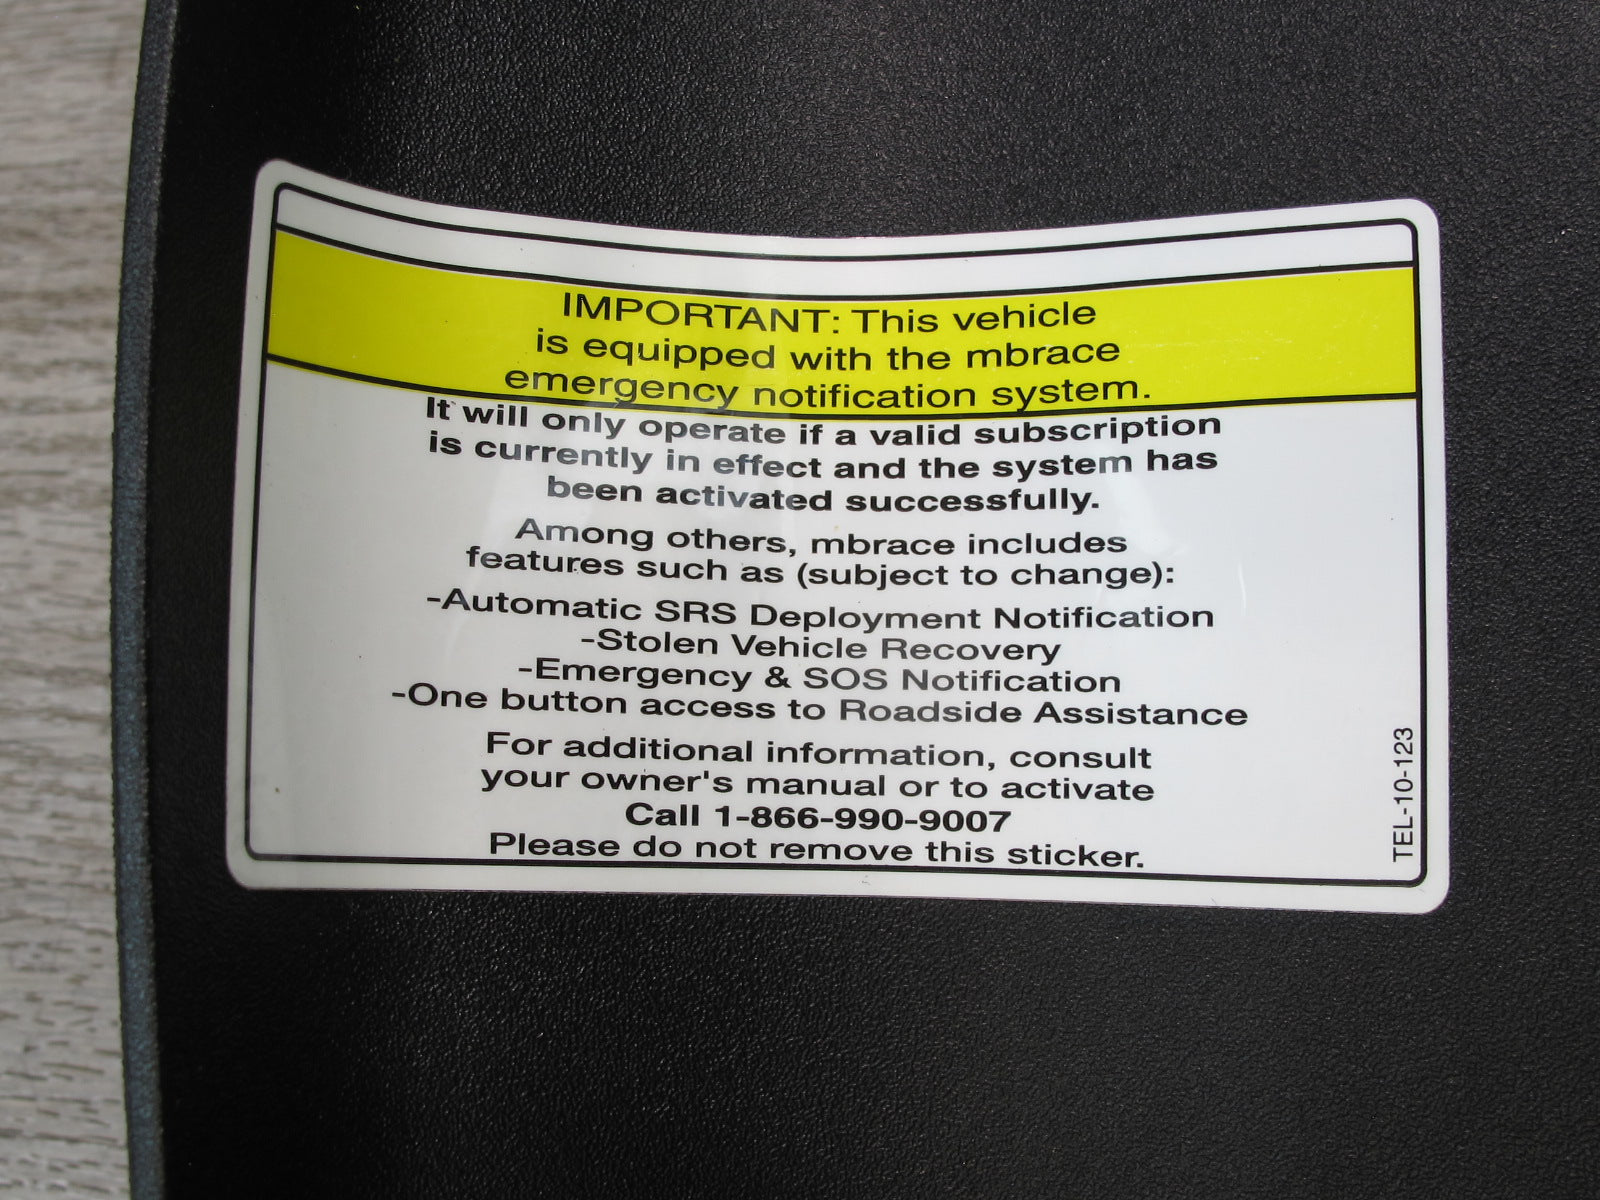 IMPORTANT: This vehicle
is equipped with the mbrace
emergency notification system.
It will only operate if a valid subscription
is currently in effect and the system has
been activated successfully.
Among others, mbrace includes
features such as (subject to change):
-Automatic SRS Deployment Notification
-Stolen Vehicle Recovery
-Emergency & SOS Notification
-One button access to Roadside Assistance
For additional information, consult
your owner's manual or to activate
Call 1-866-990-9007
Please do not remove this sticker.
TEL-10-123